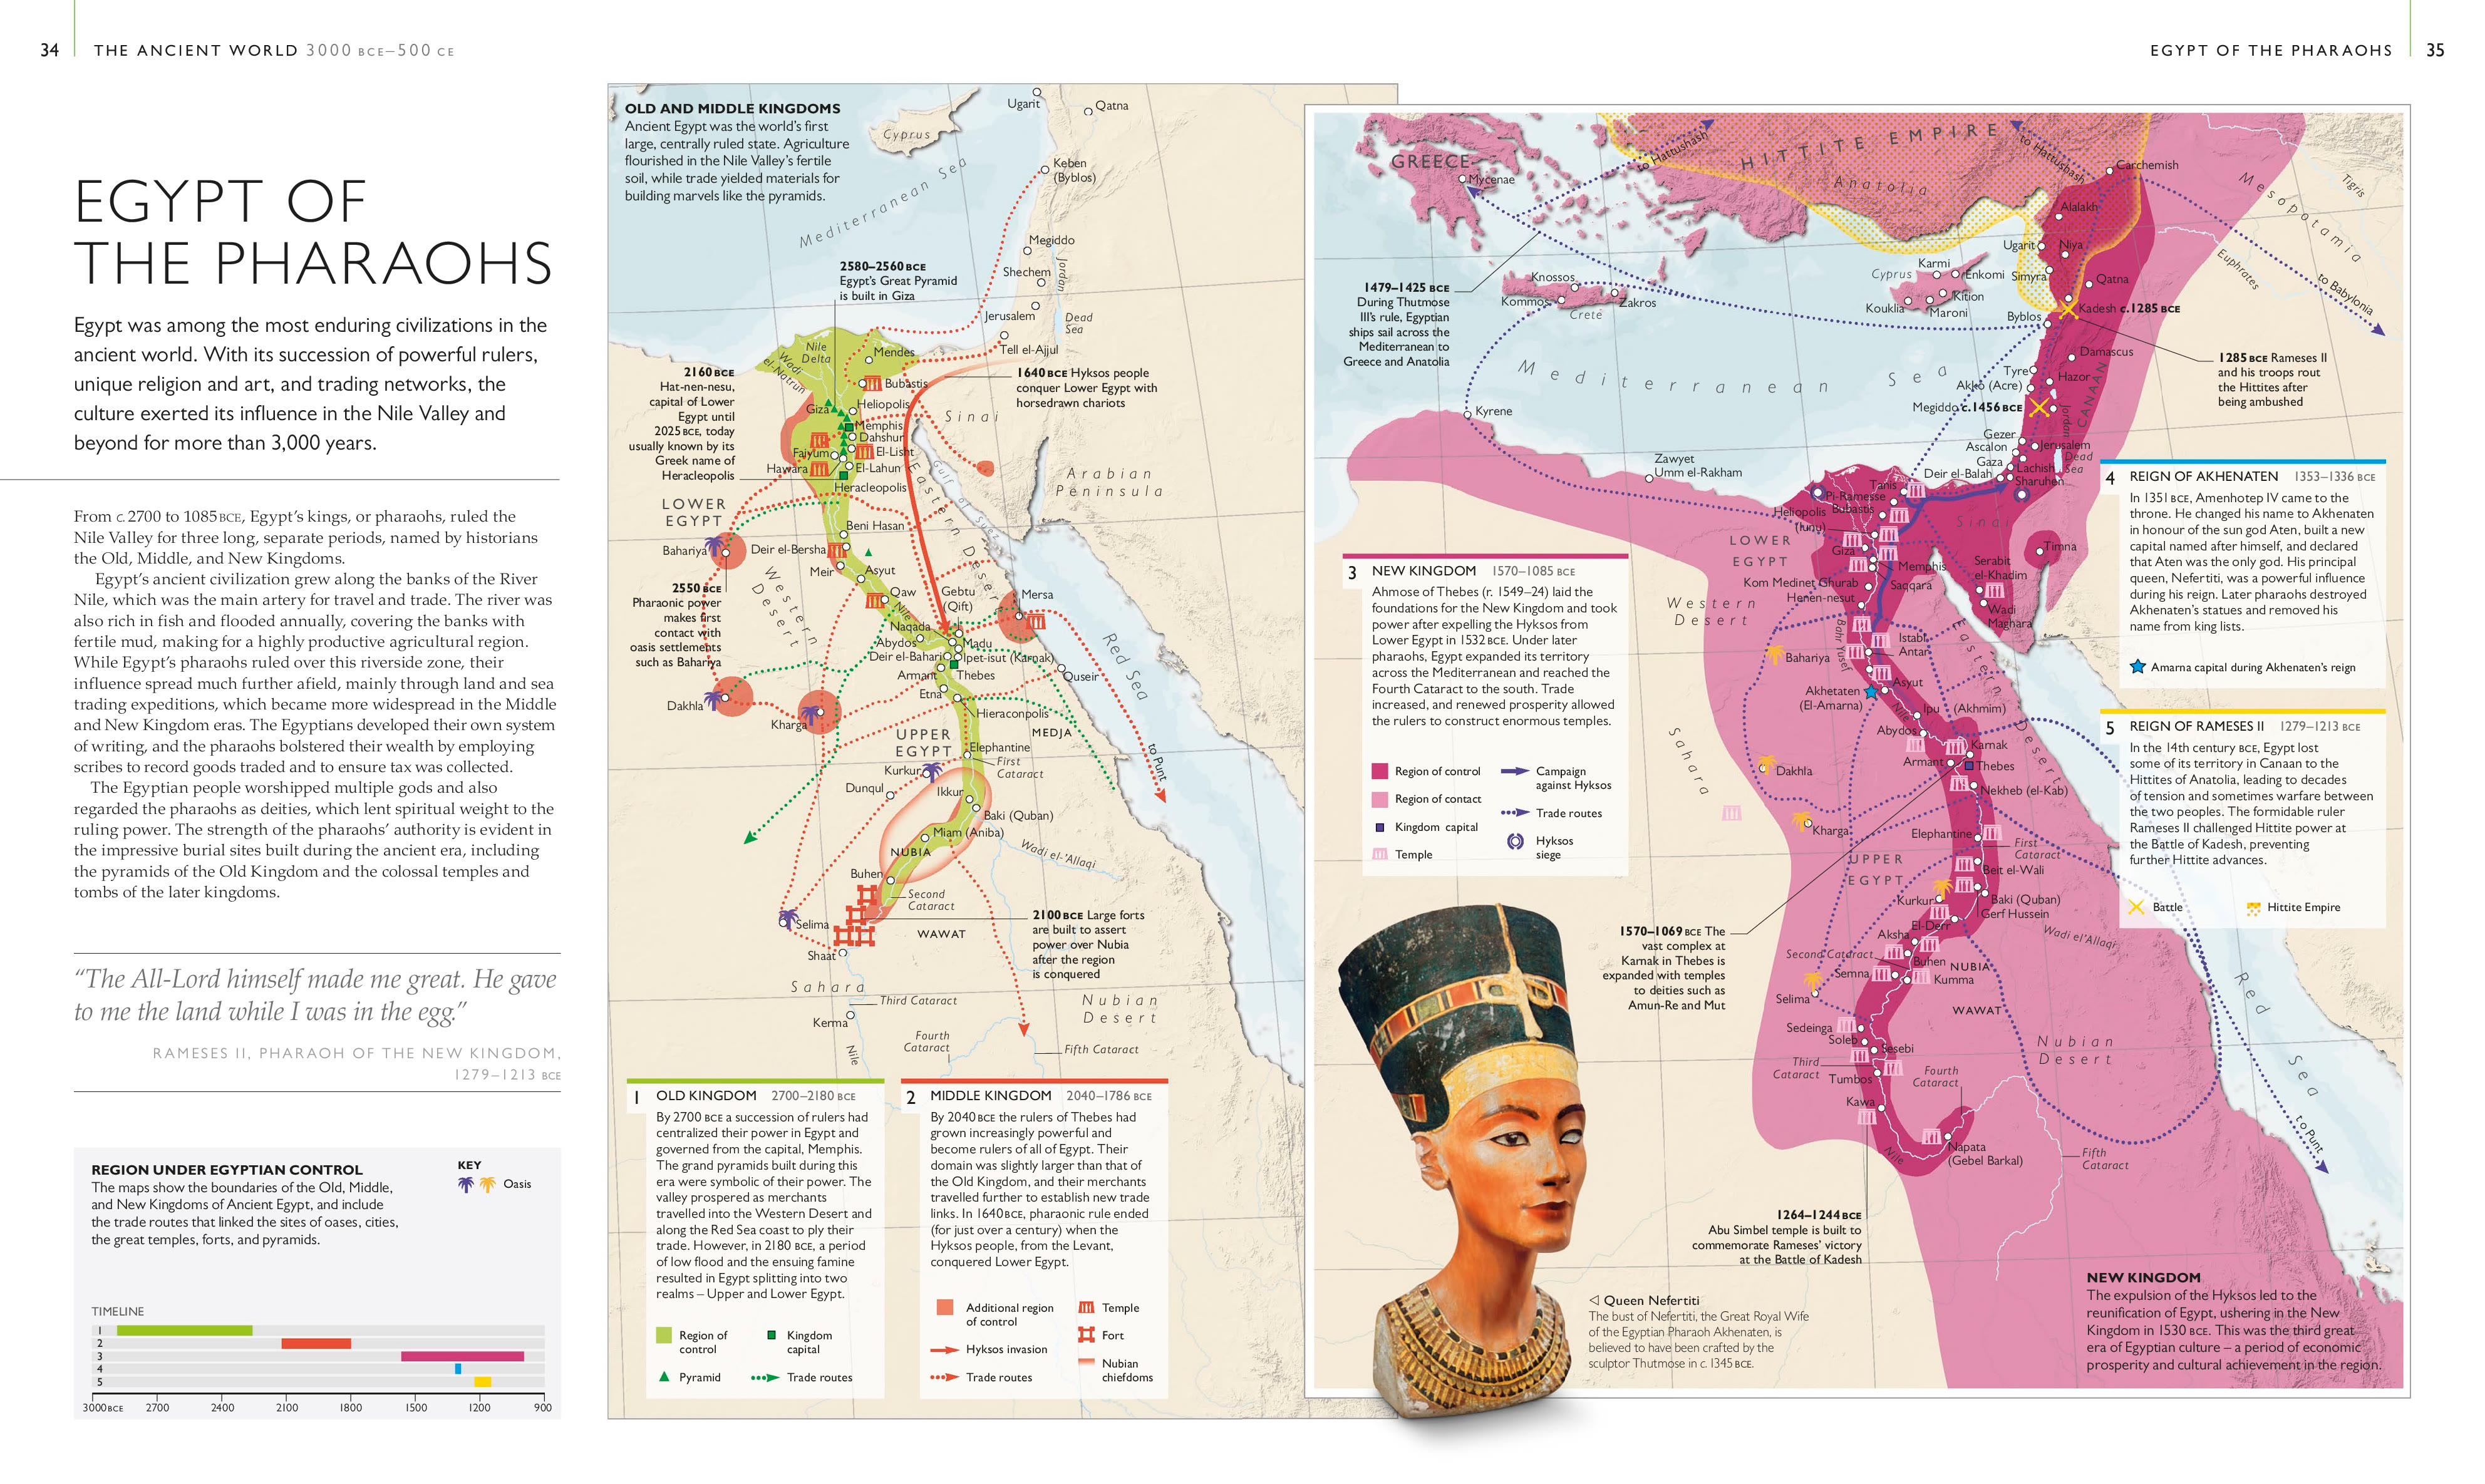 34
THE ANCIENT WORLD 3000 BCE–500 CE
EGYPT OF THE PHARAOHS
35
EGYPT OF
THE PHARAOHS
Egypt was among the most enduring civilizations in the
ancient world. With its succession of powerful rulers,
unique religion and art, and trading networks, the
culture exerted its influence in the Nile Valley and
beyond for more than 3,000 years.
From c. 2700 to 1085 BCE, Egypt's kings, or pharaohs, ruled the
Nile Valley for three long, separate periods, named by historians
the Old, Middle, and New Kingdoms.
Egypt's ancient civilization grew along the banks of the River
Nile, which was the main artery for travel and trade. The river was
also rich in fish and flooded annually, covering the banks with
fertile mud, making for a highly productive agricultural region.
While Egypt's pharaohs ruled over this riverside zone, their
influence spread much further afield, mainly through land and sea
trading expeditions, which became more widespread in the Middle
and New Kingdom eras. The Egyptians developed their own system
of writing, and the pharaohs bolstered their wealth by employing
scribes to record goods traded and to ensure tax was collected.
The Egyptian people worshipped multiple gods and also
regarded the pharaohs as deities, which lent spiritual weight to the
ruling power. The strength of the pharaohs' authority is evident in
the impressive burial sites built during the ancient era, including
the pyramids of the Old Kingdom and the colossal temples and
tombs of the later kingdoms.
“The All-Lord himself made me great. He gave
to me the land while I was in the egg.”
RAMESES II, PHARAOH OF THE NEW KINGDOM,
1279–1213 BCE
REGION UNDER EGYPTIAN CONTROL
The maps show the boundaries of the Old, Middle,
and New Kingdoms of Ancient Egypt, and include
the trade routes that linked the sites of oases, cities,
the great temples, forts, and pyramids.
KEY
Oasis
TIMELINE
1
2
3
4
5
3000BCE 2700 2400 2100 1800 1500 1200 900
OLD AND MIDDLE KINGDOMS
Ancient Egypt was the world's first
large, centrally ruled state. Agriculture
flourished in the Nile Valley's fertile
soil, while trade yielded materials for
building marvels like the pyramids.
Ugarit
Qatna
Cyprus
Mediterranean Sea
Keben
(Byblos)
Megiddo
Shechem
Jordan
Jerusalem
Dead
Sea
Tell el-Ajjul
2580–2560 BCE
Egypt's Great Pyramid
is built in Giza
Nile
Delta
Wadi
el-Natrun
Mendes
Bubastis
Giza
Heliopolis
Memphis
Dahshur
Faiyum
El-Lisht
Hawara
El-Lahun
Heracleopolis
2160 BCE
Hat-nen-nesu,
capital of Lower
Egypt until
2025 BCE, today
usually known by its
Greek name of
Heracleopolis
1640 BCE Hyksos people
conquer Lower Egypt with
horsedrawn chariots
Sinai
Gulf of Suez
Arabian
Peninsula
LOWER
EGYPT
Eastern Desert
Beni Hasan
Bahariya
Deir el-Bersha
Meir
Asyut
Western
Desert
2550 BCE
Pharaonic power
makes first
contact with
oasis settlements
such as Bahariya
Qaw
Nile
Gebtu
(Qift)
Mersa
Naqada
Abydos
Madu
Deir el-Bahari
Ipet-isut (Karnak)
Armant
Thebes
Quseir
Etna
Red Sea
Dakhla
Kharga
Hieraconpolis
MEDJA
UPPER
EGYPT
Elephantine
First
Cataract
to Punt
Kurkur
Dunqul
Ikkur
Baki (Quban)
Miam (Aniba)
NUBIA
Wadi el-'Allaqi
Buhen
Second
Cataract
Selima
WAWAT
2100 BCE Large forts
are built to assert
power over Nubia
after the region
is conquered
Shaat
Sahara
Third Cataract
Nubian
Desert
Kerma
Fourth
Cataract
Fifth Cataract
Nile
1 OLD KINGDOM 2700–2180 BCE
By 2700 BCE a succession of rulers had
centralized their power in Egypt and
governed from the capital, Memphis.
The grand pyramids built during this
era were symbolic of their power. The
valley prospered as merchants
travelled into the Western Desert and
along the Red Sea coast to ply their
trade. However, in 2180 BCE, a period
of low flood and the ensuing famine
resulted in Egypt splitting into two
realms – Upper and Lower Egypt.
Region of
control
Kingdom
capital
Pyramid
Trade routes
2 MIDDLE KINGDOM 2040–1786 BCE
By 2040 BCE the rulers of Thebes had
grown increasingly powerful and
become rulers of all of Egypt. Their
domain was slightly larger than that of
the Old Kingdom, and their merchants
travelled further to establish new trade
links. In 1640 BCE, pharaonic rule ended
(for just over a century) when the
Hyksos people, from the Levant,
conquered Lower Egypt.
Additional region
of control
Temple
Fort
Hyksos invasion
Nubian
chiefdoms
Trade routes
GREECE
Mycenae
to Hattushash
HITTITE EMPIRE
Anatolia
to Hattushash
Carchemish
Mesopotamia
Tigris
Alalakh
Ugarit
Niya
Karmi
Cyprus
Enkomi
Simyra
Qatna
Euphrates
to Babylonia
Kition
Kouklia
Maroni
Knossos
Kommos
Zakros
Crete
Byblos
Kadesh c.1285 BCE
1479–1425 BCE
During Thutmose
III's rule, Egyptian
ships sail across the
Mediterranean to
Greece and Anatolia
Mediterranean Sea
Damascus
Tyre
Hazor
Akko (Acre)
CANAAN
Megiddo c.1456 BCE
Jordan
1285 BCE Rameses II
and his troops rout
the Hittites after
being ambushed
Kyrene
Gezer
Ascalon
Jerusalem
Gaza
Lachish
Dead
Sea
Deir el-Balah
Sharuhen
Zawyet
Umm el-Rakham
Tanis
Pi-Ramesse
Heliopolis
(Iunu)
Bubastis
Sinai
LOWER
EGYPT
Giza
Timna
Serabit
el-Khadim
Memphis
Kom Medinet Ghurab
Saqqara
Henen-nesut
Wadi
Maghara
Western
Desert
Bahr Yusef
Istabl
Antar
Eastern Desert
Bahariya
Asyut
Akhetaten
(El-Amarna)
Nile
Ipu (Akhmim)
Abydos
Karnak
Armant
Thebes
Sahara
Dakhla
Nekheb (el-Kab)
Kharga
Elephantine
First
Cataract
UPPER
EGYPT
Beit el-Wali
Kurkur
Baki (Quban)
Gerf Hussein
El-Derr
Wadi el'Allaqi
Aksha
Second Cataract
Buhen
NUBIA
Semna
Kumma
Selima
WAWAT
Sedeinga
Soleb
Sesebi
Nubian
Desert
Third
Cataract
Tumbos
Fourth
Cataract
Kawa
Napata
(Gebel Barkal)
Nile
Fifth
Cataract
Red Sea
to Punt
3 NEW KINGDOM 1570–1085 BCE
Ahmose of Thebes (r. 1549–24) laid the
foundations for the New Kingdom and took
power after expelling the Hyksos from
Lower Egypt in 1532 BCE. Under later
pharaohs, Egypt expanded its territory
across the Mediterranean and reached the
Fourth Cataract to the south. Trade
increased, and renewed prosperity allowed
the rulers to construct enormous temples.
Region of control
Campaign
against Hyksos
Region of contact
Trade routes
Kingdom capital
Hyksos
siege
Temple
4 REIGN OF AKHENATEN 1353–1336 BCE
In 1351 BCE, Amenhotep IV came to the
throne. He changed his name to Akhenaten
in honour of the sun god Aten, built a new
capital named after himself, and declared
that Aten was the only god. His principal
queen, Nefertiti, was a powerful influence
during his reign. Later pharaohs destroyed
Akhenaten's statues and removed his
name from king lists.
Amarna capital during Akhenaten's reign
5 REIGN OF RAMESES II 1279–1213 BCE
In the 14th century BCE, Egypt lost
some of its territory in Canaan to the
Hittites of Anatolia, leading to decades
of tension and sometimes warfare between
the two peoples. The formidable ruler
Rameses II challenged Hittite power at
the Battle of Kadesh, preventing
further Hittite advances.
Battle
Hittite Empire
1570–1069 BCE The
vast complex at
Karnak in Thebes is
expanded with temples
to deities such as
Amun-Re and Mut
1264–1244 BCE
Abu Simbel temple is built to
commemorate Rameses' victory
at the Battle of Kadesh
◁ Queen Nefertiti
The bust of Nefertiti, the Great Royal Wife
of the Egyptian Pharaoh Akhenaten, is
believed to have been crafted by the
sculptor Thutmose in c. 1345 BCE.
NEW KINGDOM
The expulsion of the Hyksos led to the
reunification of Egypt, ushering in the New
Kingdom in 1530 BCE. This was the third great
era of Egyptian culture – a period of economic
prosperity and cultural achievement in the region.